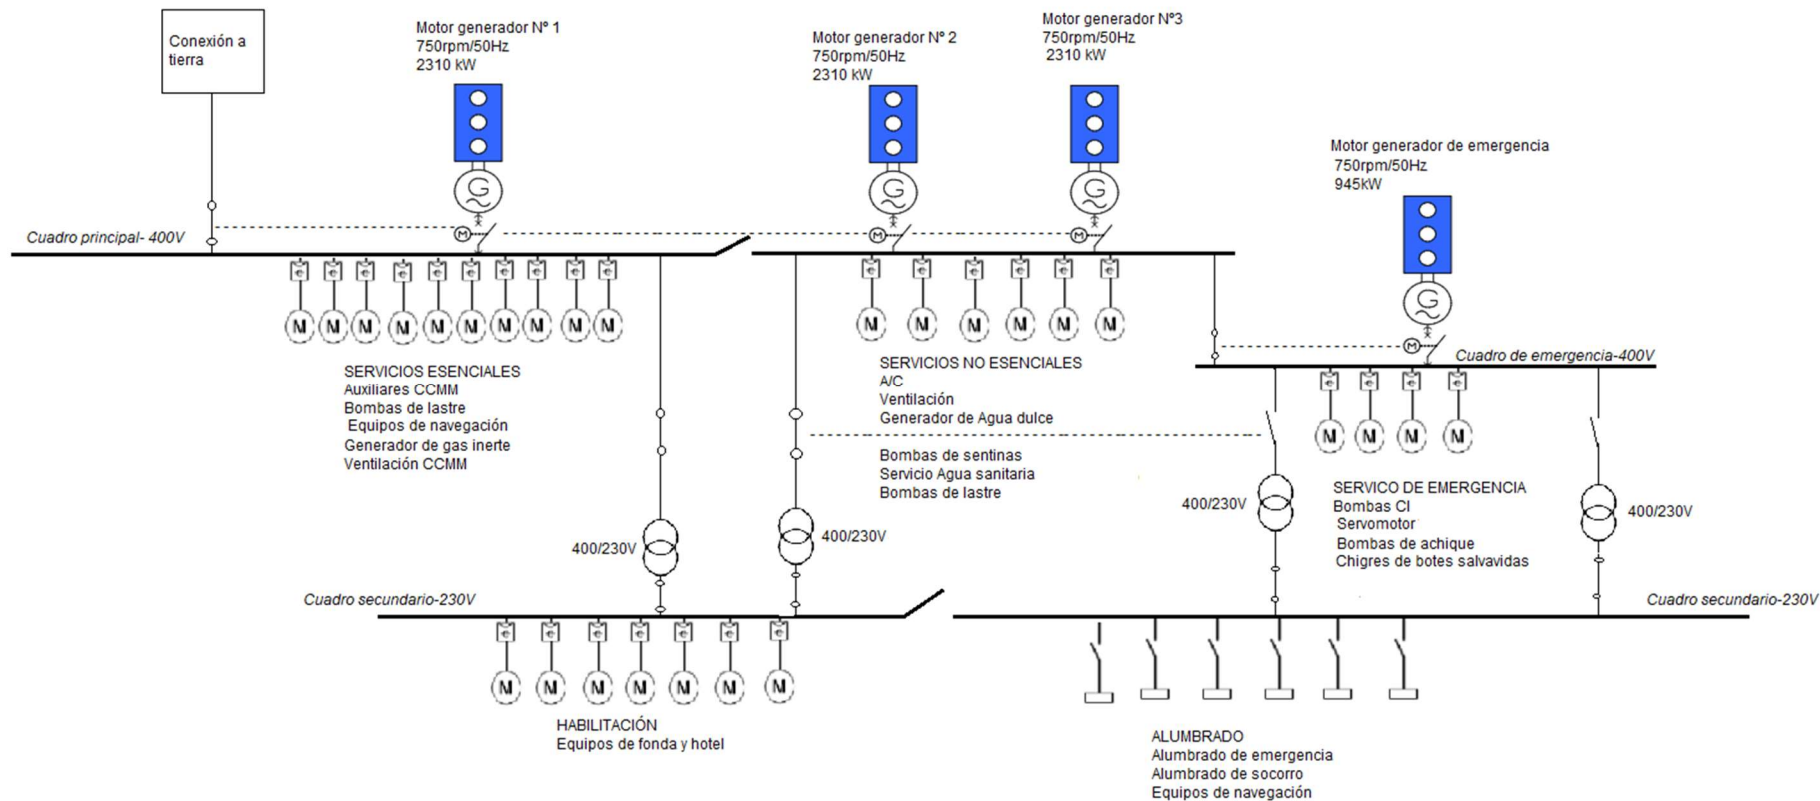 Conexión a
tierra
Motor generador Nº 1
750rpm/50Hz
2310 kW
Motor generador Nº 2
750rpm/50Hz
2310 kW
Motor generador Nº3
750rpm/50Hz
2310 kW
Motor generador de emergencia
750rpm/50Hz
945kW
G
G
G
G
M
M
M
M
Cuadro principal- 400V
Cuadro de emergencia-400V
M M M M M M M M M M
M M M M M M
M M M M
SERVICIOS ESENCIALES
Auxiliares CCMM
Bombas de lastre
Equipos de navegación
Generador de gas inerte
Ventilación CCMM
SERVICIOS NO ESENCIALES
A/C
Ventilación
Generador de Agua dulce
Bombas de sentinas
Servicio Agua sanitaria
Bombas de lastre
SERVICO DE EMERGENCIA
Bombas CI
Servomotor
Bombas de achique
Chigres de botes salvavidas
400/230V
400/230V
400/230V
400/230V
Cuadro secundario-230V
Cuadro secundario-230V
M M M M M M M
HABILITACIÓN
Equipos de fonda y hotel
ALUMBRADO
Alumbrado de emergencia
Alumbrado de socorro
Equipos de navegación